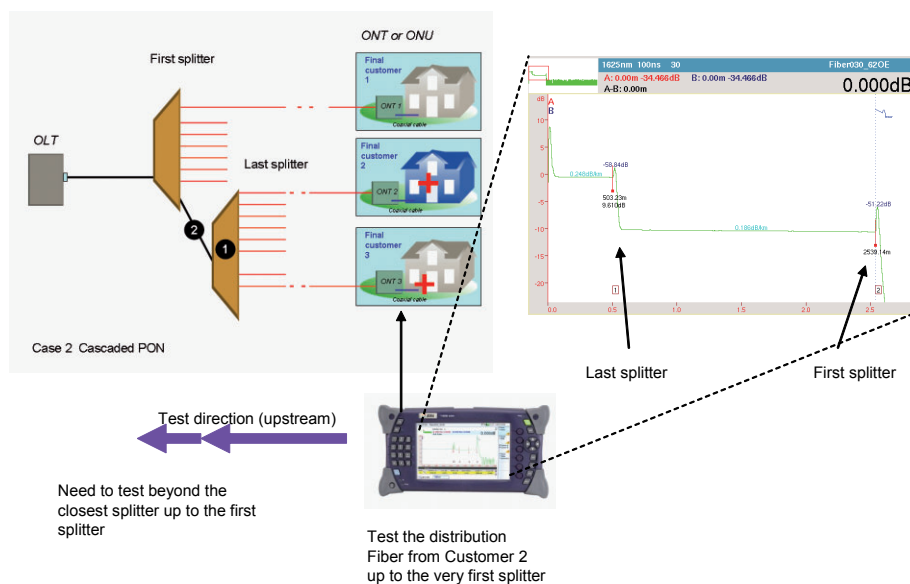 First splitter
ONT or ONU
OLT
Last splitter
Final
customer
1
ONT 1
Coaxial cable
Final
customer
2
ONT 2
Coaxial cable
Final
customer
3
ONT 3
Coaxial cable
2
1
Case 2 Cascaded PON
1625nm 100ns 30
Fiber030_62OE
A: 0.00m -34.466dB B: 0.00m -34.466dB
A-B: 0.00m
0.000dB
dB
A
B
10
5
0
-5
-10
-15
-20
0.248dB/km
-58.84dB
503.23m
9.610dB
0.186dB/km
-51.22dB
2539.14m
1
2
0.0
0.5
1.0
1.5
2.0
2.5
Last splitter
First splitter
Test direction (upstream)
Need to test beyond the
closest splitter up to the first
splitter
0.000dB
Test the distribution
Fiber from Customer 2
up to the very first splitter